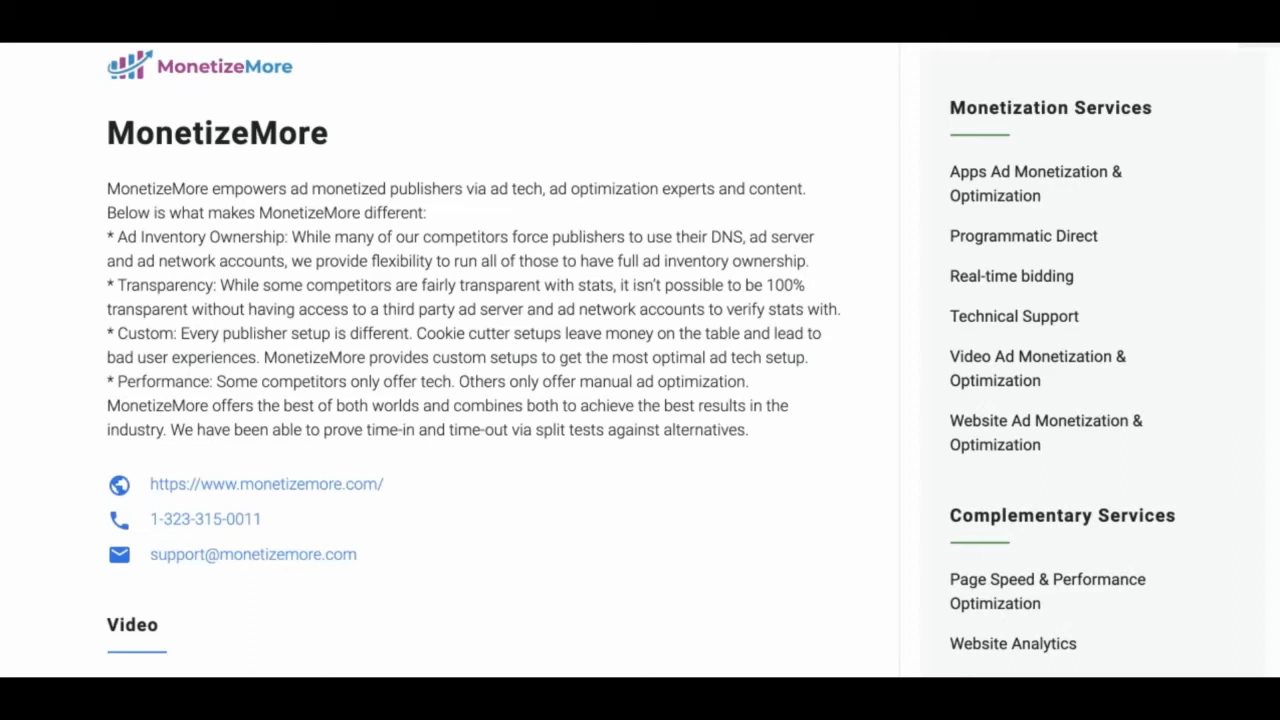 MonetizeMore
MonetizeMore
MonetizeMore empowers ad monetized publishers via ad tech, ad optimization experts and content.
Below is what makes MonetizeMore different:
* Ad Inventory Ownership: While many of our competitors force publishers to use their DNS, ad server
and ad network accounts, we provide flexibility to run all of those to have full ad inventory ownership.
* Transparency: While some competitors are fairly transparent with stats, it isn't possible to be 100%
transparent without having access to a third party ad server and ad network accounts to verify stats with.
* Custom: Every publisher setup is different. Cookie cutter setups leave money on the table and lead to
bad user experiences. MonetizeMore provides custom setups to get the most optimal ad tech setup.
* Performance: Some competitors only offer tech. Others only offer manual ad optimization.
MonetizeMore offers the best of both worlds and combines both to achieve the best results in the
industry. We have been able to prove time-in and time-out via split tests against alternatives.
https://www.monetizemore.com/
1-323-315-0011
support@monetizemore.com
Video
Monetization Services
Apps Ad Monetization &
Optimization
Programmatic Direct
Real-time bidding
Technical Support
Video Ad Monetization &
Optimization
Website Ad Monetization &
Optimization
Complementary Services
Page Speed & Performance
Optimization
Website Analytics